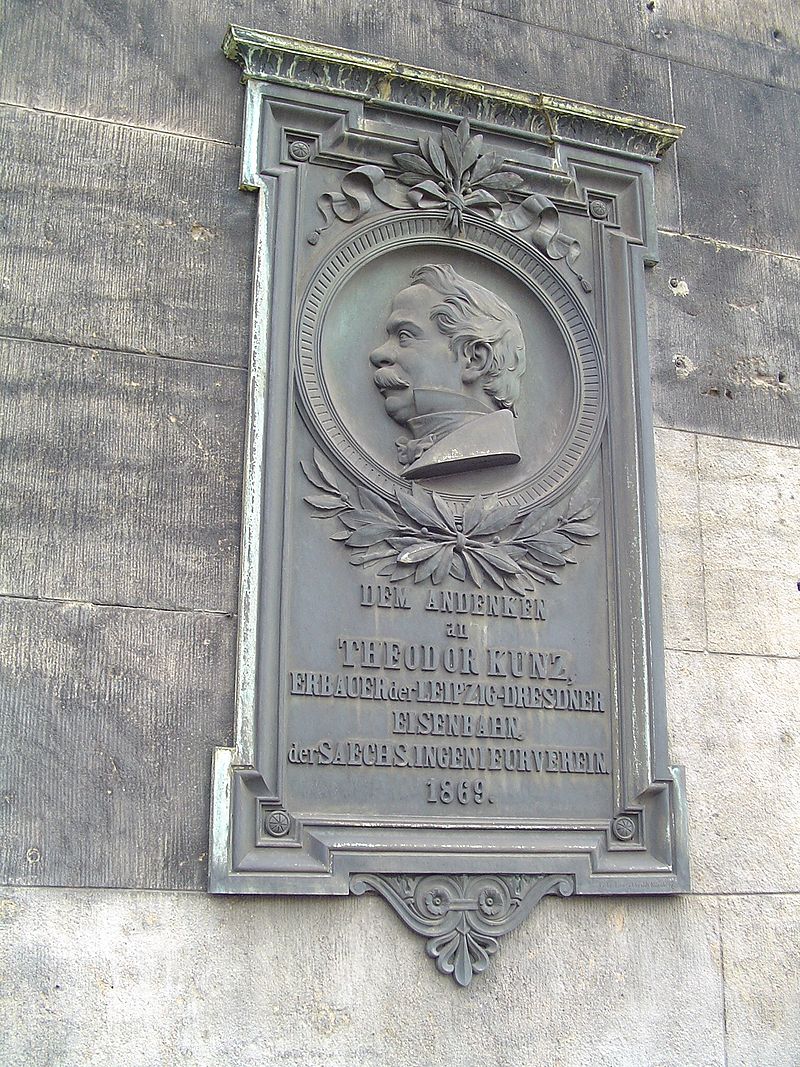 DEM ANDENKEN
an
THEODOR KUNZ,
ERBAUER der LEIPZIG-DRESDNER
EISENBAHN,
der SAECHS. INGENIEURVEREIN.
1869.